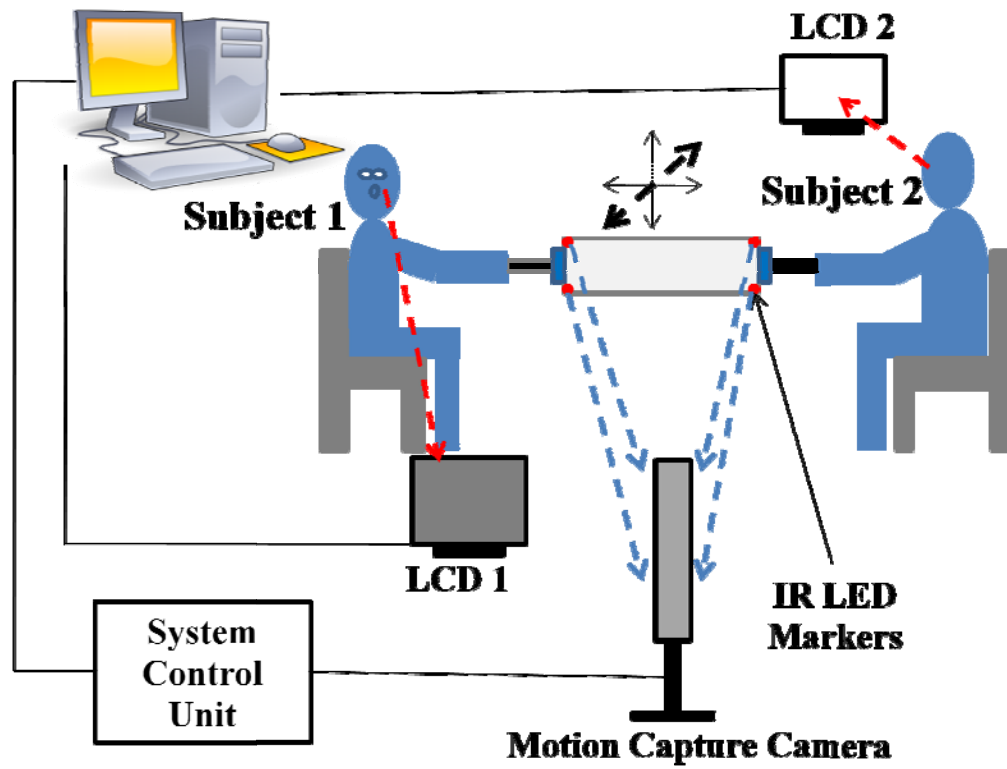 LCD 2
Subject 1
Subject 2
LCD 1
IR LED
Markers
System
Control
Unit
Motion Capture Camera